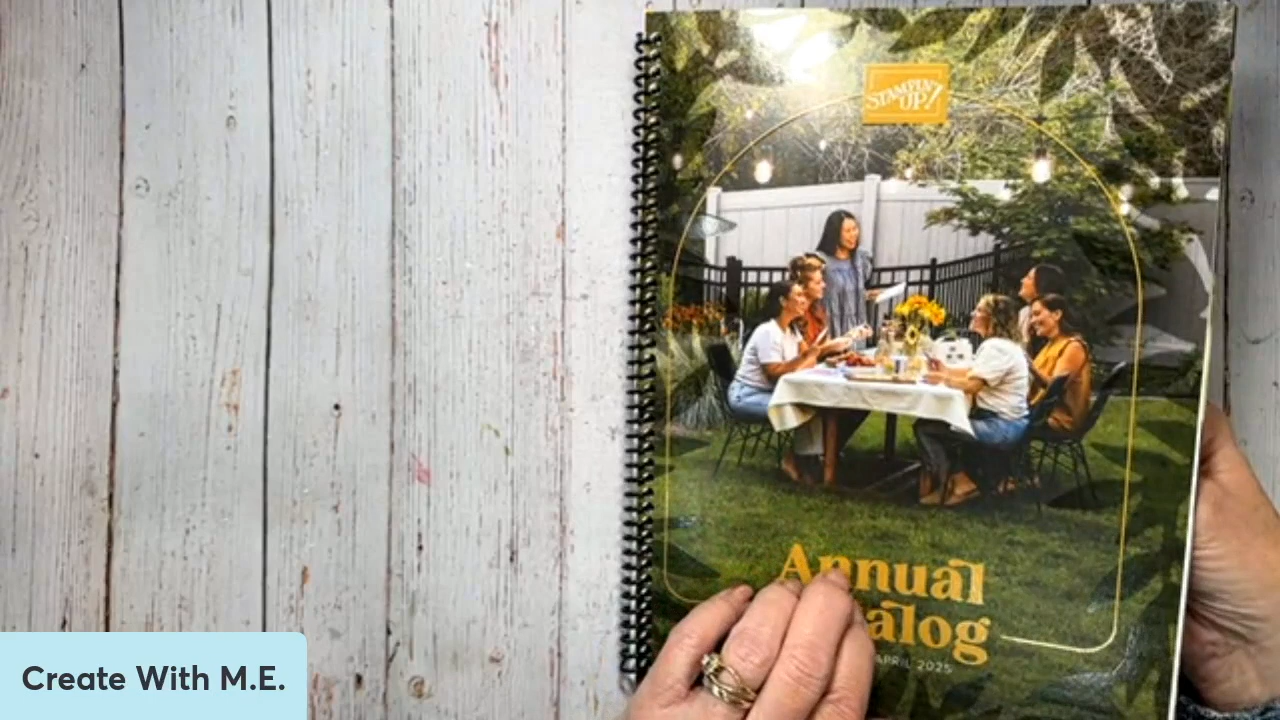 STAMPIN'
UP!
Annual
alog
APRIL 2025
Create With M.E.